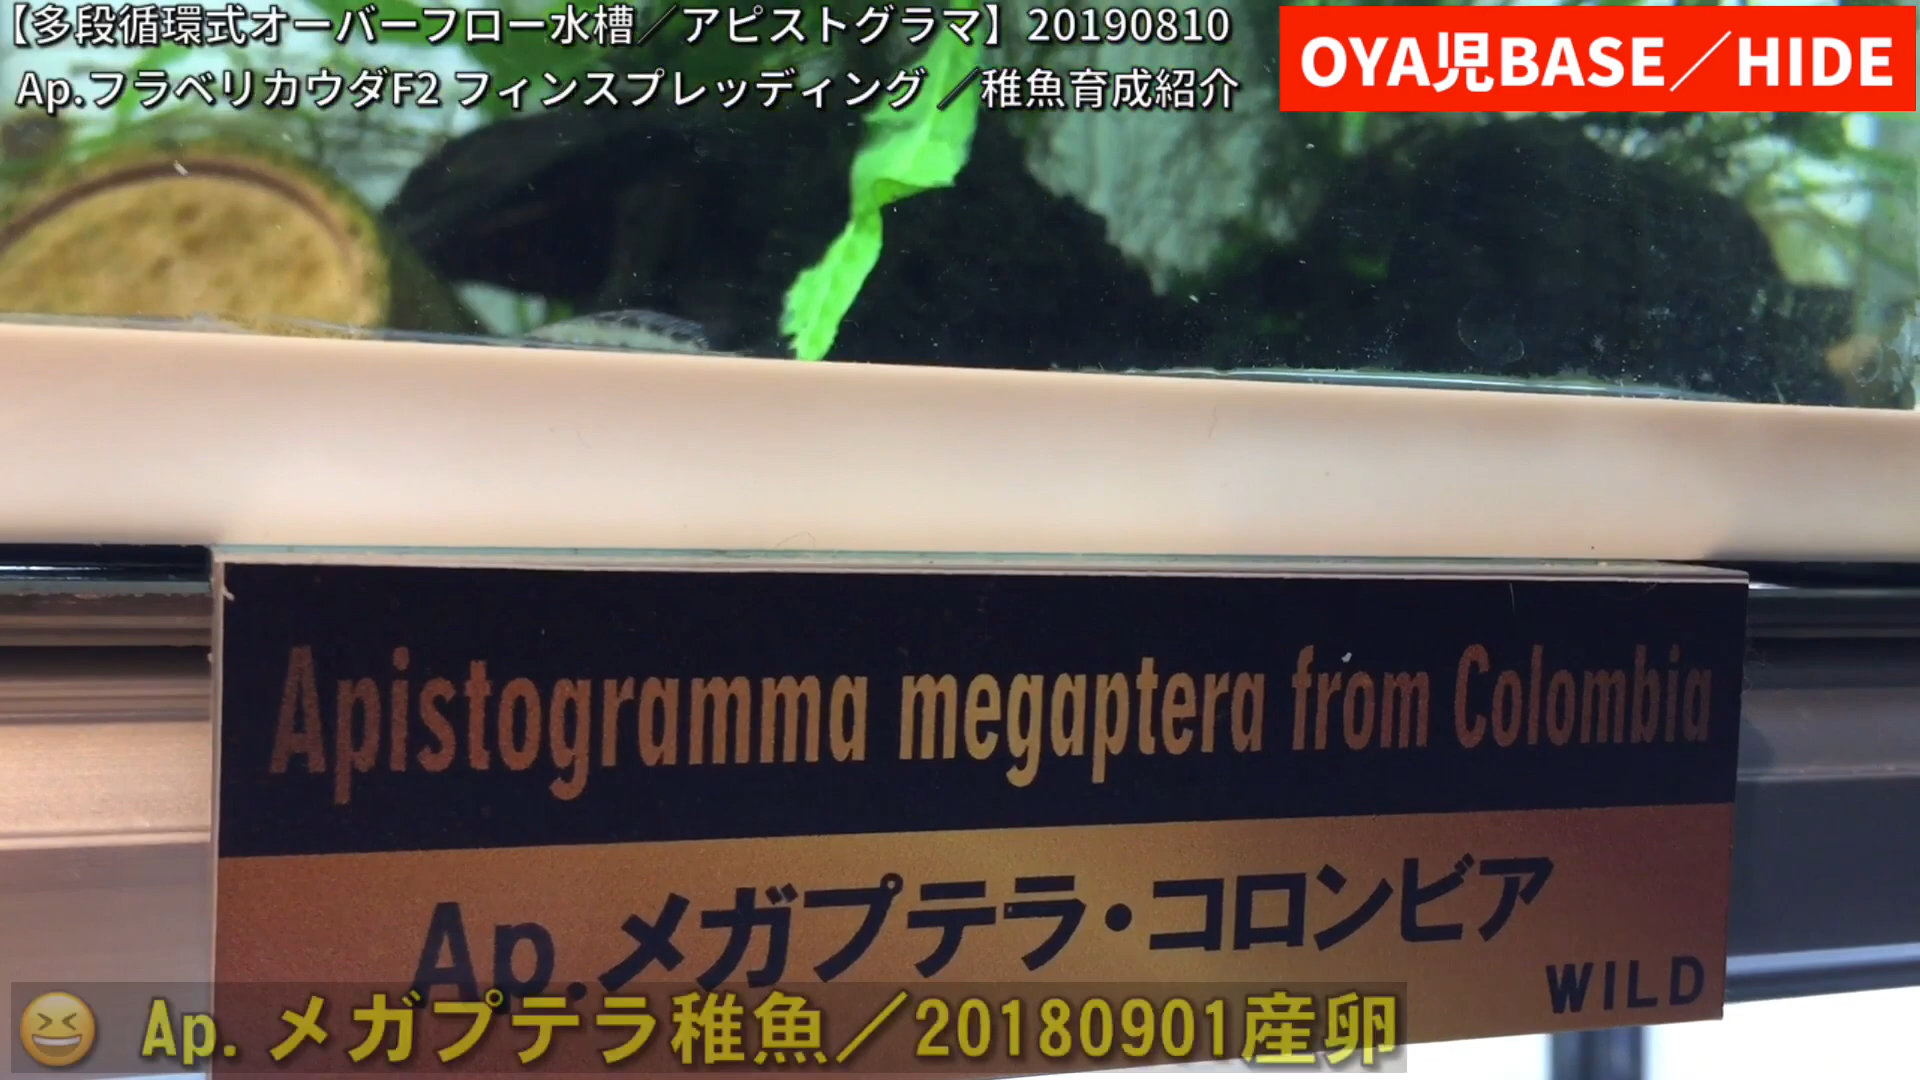 【多段循環式オーバーフロー水槽／アピストグラマ】20190810
Ap.フラベリカウダF2 フィンスプレッディング ／稚魚育成紹介
OYA児BASE／HIDE
Apistogramma megaptera from Colombia
Ap.メガプテラ・コロンビア
WILD
😆 Ap. メガプテラ稚魚／20180901産卵